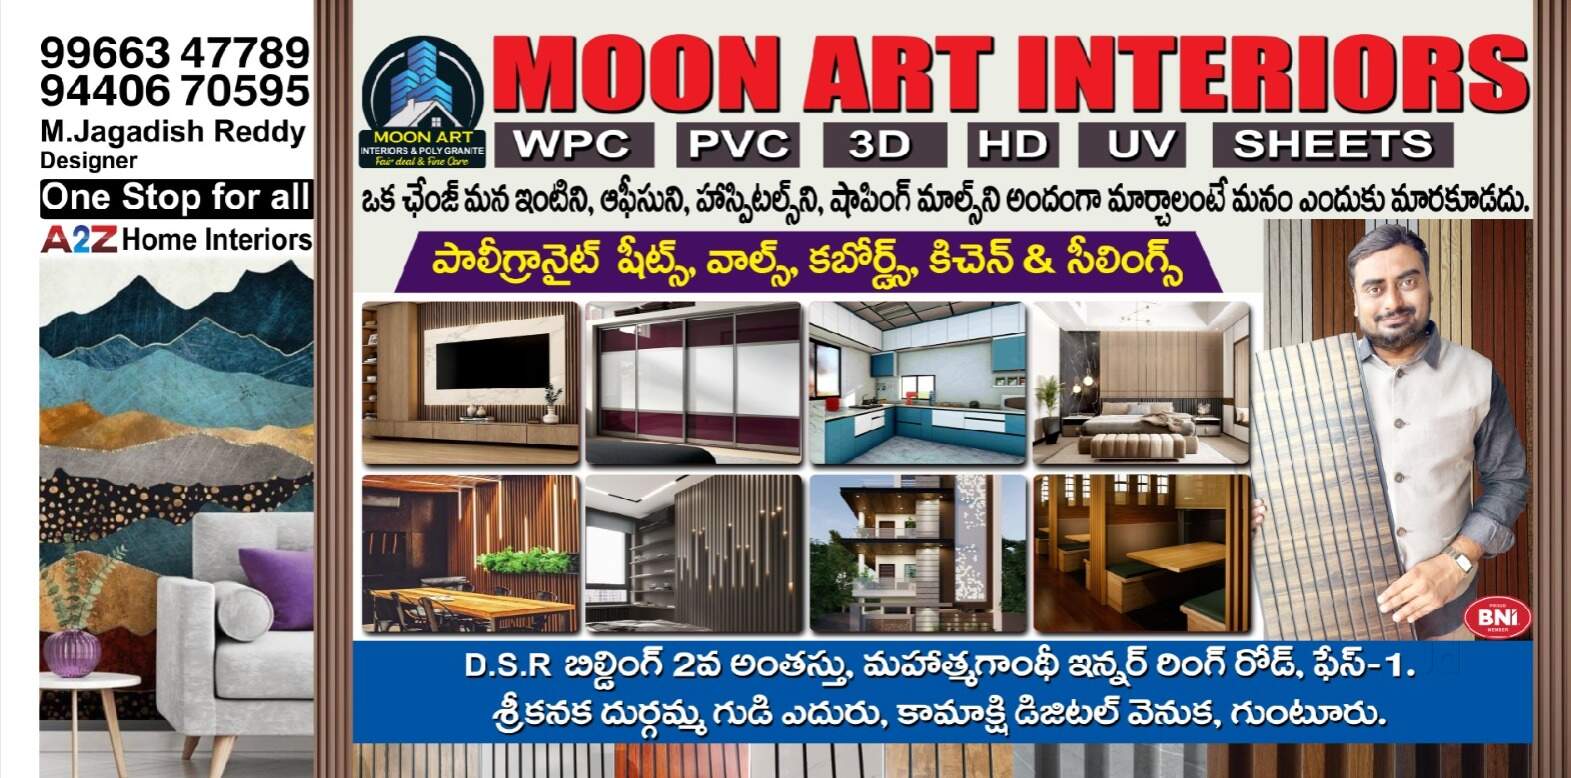 99663 47789
94406 70595
M.Jagadish Reddy
Designer
One Stop for all
A2Z Home Interiors
MOON ART
INTERIORS & POLY GRANITE
Fair deal & Fine Care
MOON ART INTERIORS
WPC PVC 3D HD UV SHEETS
ఒక ఛేంజ్ మన ఇంటిని, ఆఫీసుని, హాస్పిటల్స్‌ని, షాపింగ్ మాల్స్‌ని అందంగా మార్చాలంటే మనం ఎందుకు మారకూడదు.
పాలీగ్రానైట్ షీట్స్, వాల్స్, కబోర్డ్స్, కిచెన్ & సీలింగ్స్
PROUD
BNI
MEMBER
D.S.R బిల్డింగ్ 2వ అంతస్తు, మహాత్మగాంధీ ఇన్నర్ రింగ్ రోడ్, ఫేస్-1.
శ్రీకనక దుర్గమ్మ గుడి ఎదురు, కామాక్షి డిజిటల్ వెనుక, గుంటూరు.